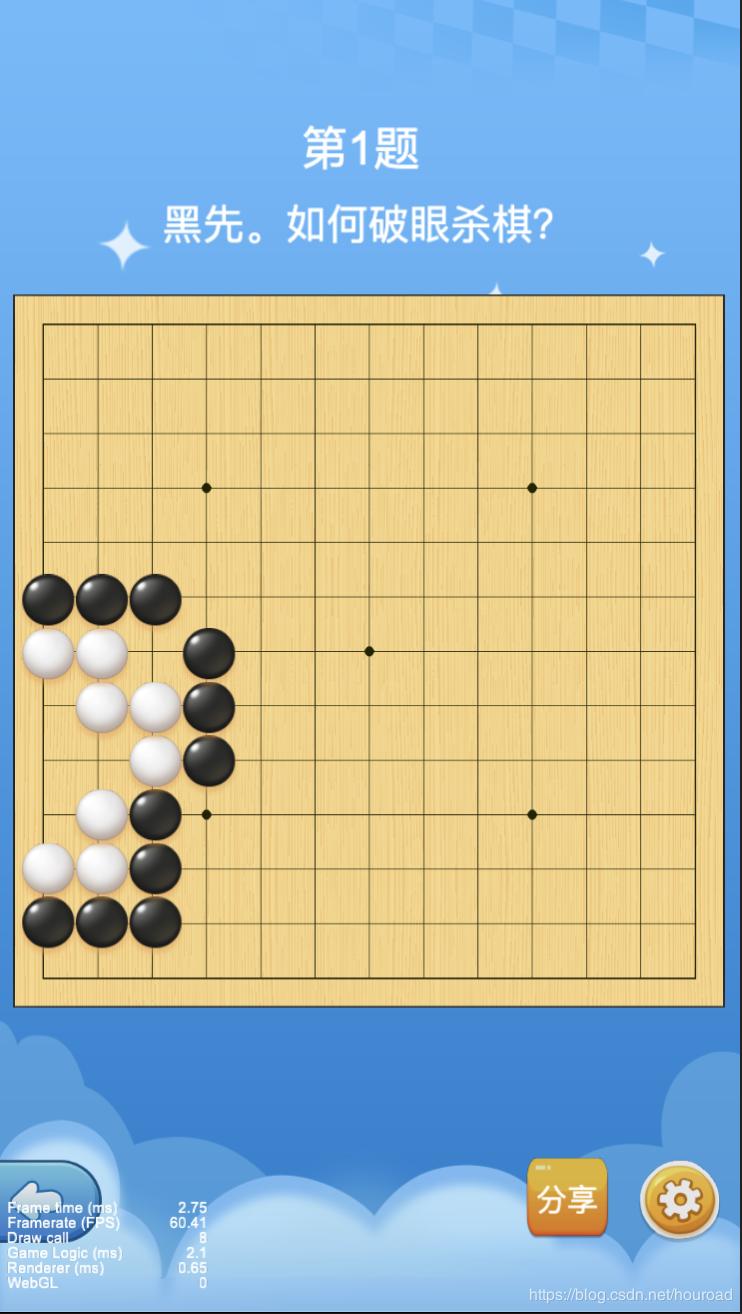 第1题
黑先。如何破眼杀棋?
分享
Frame time (ms) 2.75
Framerate (FPS) 60.41
Draw call 8
Game Logic (ms) 2.1
Renderer (ms) 0.65
WebGL 0
https://blog.csdn.net/houroad